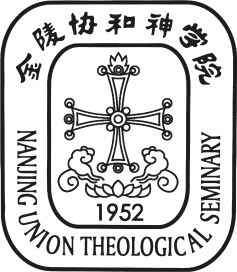 金陵协和神学院
1952
NANJING UNION THEOLOGICAL SEMINARY